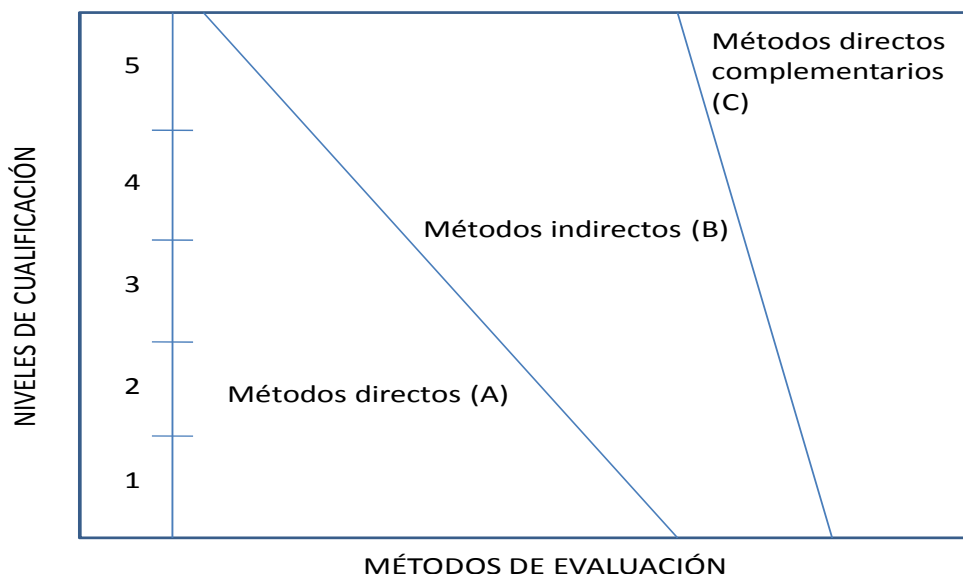 Métodos directos
complementarios
(C)
5
4
Métodos indirectos (B)
3
2
Métodos directos (A)
1
NIVELES DE CUALIFICACIÓN
MÉTODOS DE EVALUACIÓN